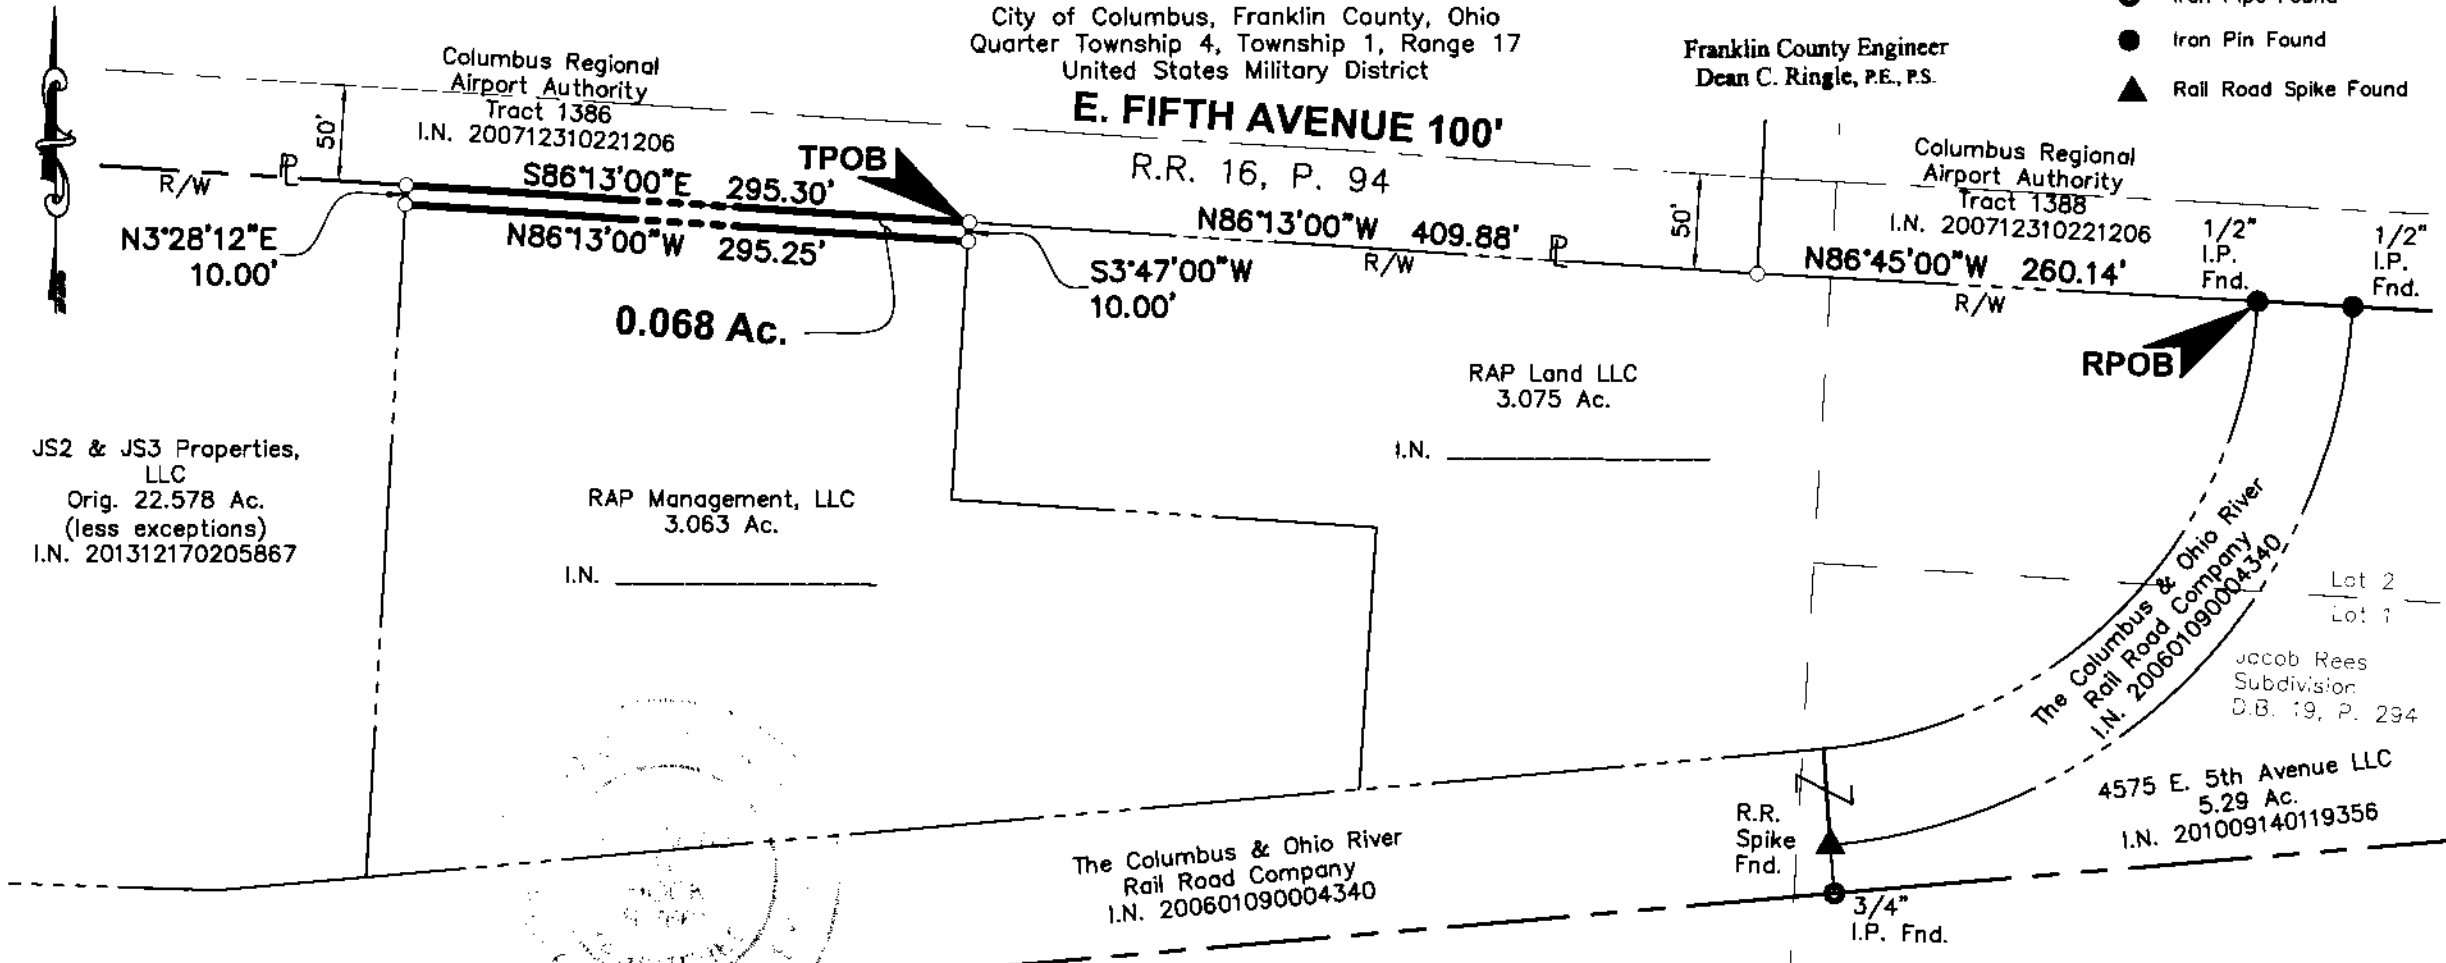 City of Columbus, Franklin County, Ohio
Quarter Township 4, Township 1, Range 17
United States Military District
E. FIFTH AVENUE 100'
R.R. 16, P. 94
Franklin County Engineer
Dean C. Ringle, P.E., P.S.
Iron Pipe Found
Iron Pin Found
Rail Road Spike Found
Columbus Regional
Airport Authority
Tract 1386
I.N. 200712310221206
50'
R/W
PL
S86°13'00"E 295.30'
TPOB
N86°13'00"W 295.25'
N3°28'12"E
10.00'
0.068 Ac.
S3°47'00"W
10.00'
N86°13'00"W 409.88'
R/W
PL
50'
Columbus Regional
Airport Authority
Tract 1388
I.N. 200712310221206
N86°45'00"W 260.14'
R/W
1/2"
I.P.
Fnd.
1/2"
I.P.
Fnd.
RPOB
JS2 & JS3 Properties,
LLC
Orig. 22.578 Ac.
(less exceptions)
I.N. 201312170205867
RAP Management, LLC
3.063 Ac.
I.N.
RAP Land LLC
3.075 Ac.
I.N.
The Columbus & Ohio River
Rail Road Company
I.N. 200601090004340
Lot 2
Lot 1
Jacob Rees
Subdivision
D.B. 19, P. 294
4575 E. 5th Avenue LLC
5.29 Ac.
I.N. 201009140119356
R.R.
Spike
Fnd.
3/4"
I.P. Fnd.
The Columbus & Ohio River
Rail Road Company
I.N. 200601090004340